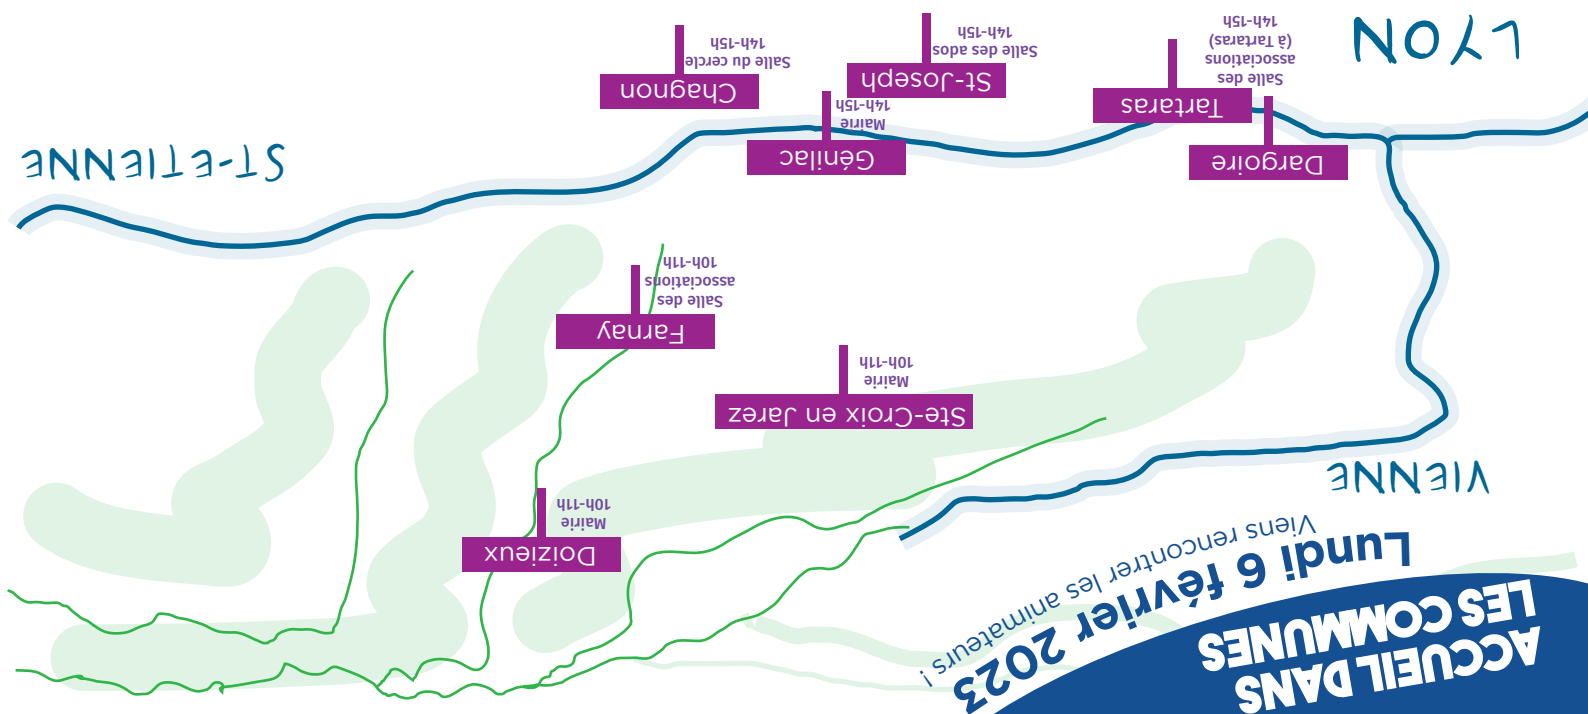 ACCUEIL DANS
LES COMMUNES
Lundi 6 février 2023
Viens rencontrer les animateurs !
VIENNE
Doizieux
Mairie
10h-11h
Ste-Croix en Jarez
Mairie
10h-11h
Farnay
Salle des
associations
10h-11h
ST-ETIENNE
Dargoire
Tartaras
Salle des
associations
(à Tartaras)
14h-15h
Génilac
Mairie
14h-15h
St-Joseph
Salle des ados
14h-15h
Chagnon
Salle du cercle
14h-15h
LYON